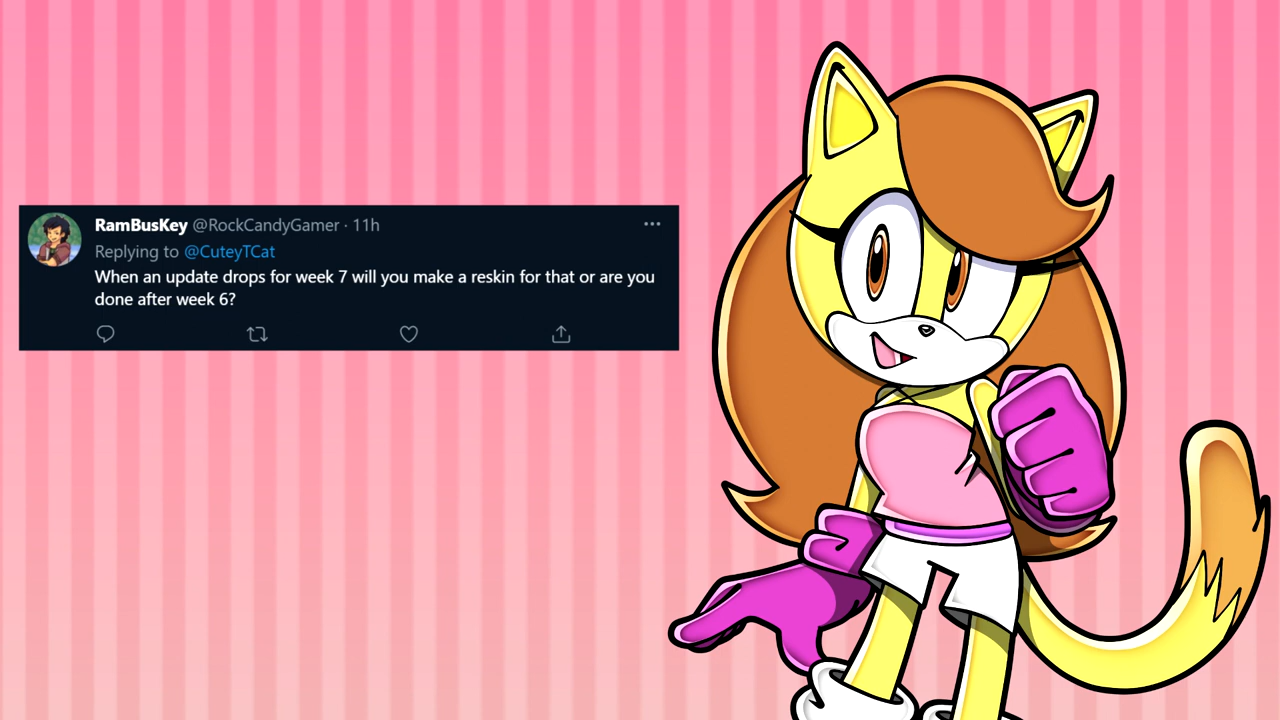 RamBusKey @RockCandyGamer · 11h
Replying to @CuteyTCat
When an update drops for week 7 will you make a reskin for that or are you
done after week 6?